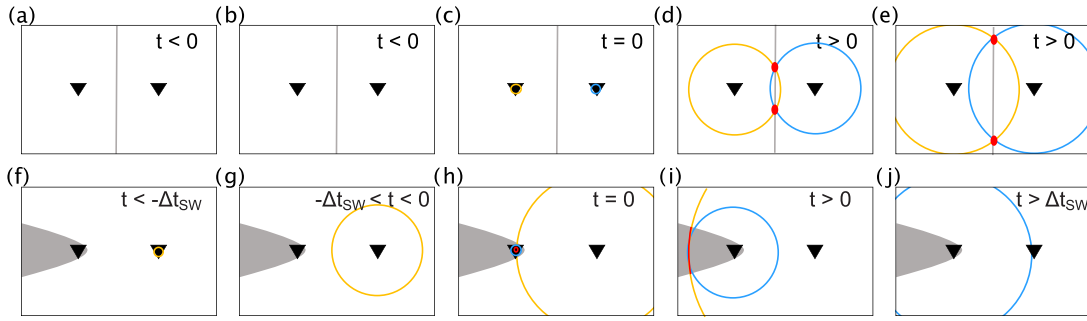 (a) t < 0
(b) t < 0
(c) t = 0
(d) t > 0
(e) t > 0
(f) t < -Δt_SW
(g) -Δt_SW < t < 0
(h) t = 0
(i) t > 0
(j) t > Δt_SW